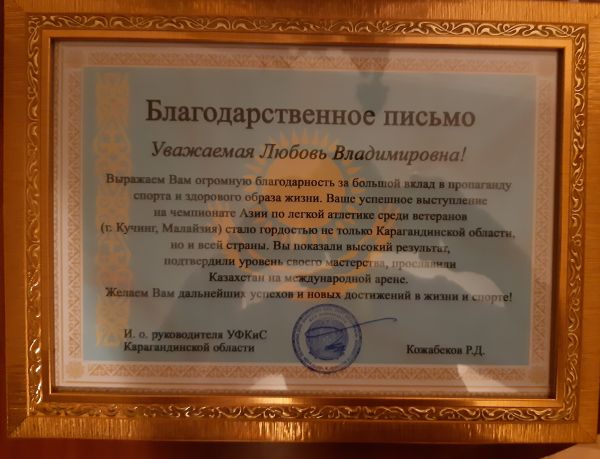 Благодарственное письмо
Уважаемая Любовь Владимировна!
Выражаем Вам огромную благодарность за большой вклад в пропаганду
спорта и здорового образа жизни. Ваше успешное выступление
на чемпионате Азии по легкой атлетике среди ветеранов
(г. Кучинг, Малайзия) стало гордостью не только Карагандинской области,
но и всей страны. Вы показали высокий результат,
подтвердили уровень своего мастерства, прославили
Казахстан на международной арене.
Желаем Вам дальнейших успехов и новых достижений в жизни и спорте!
И. о. руководителя УФКиС
Карагандинской области
Кожабеков Р.Д.